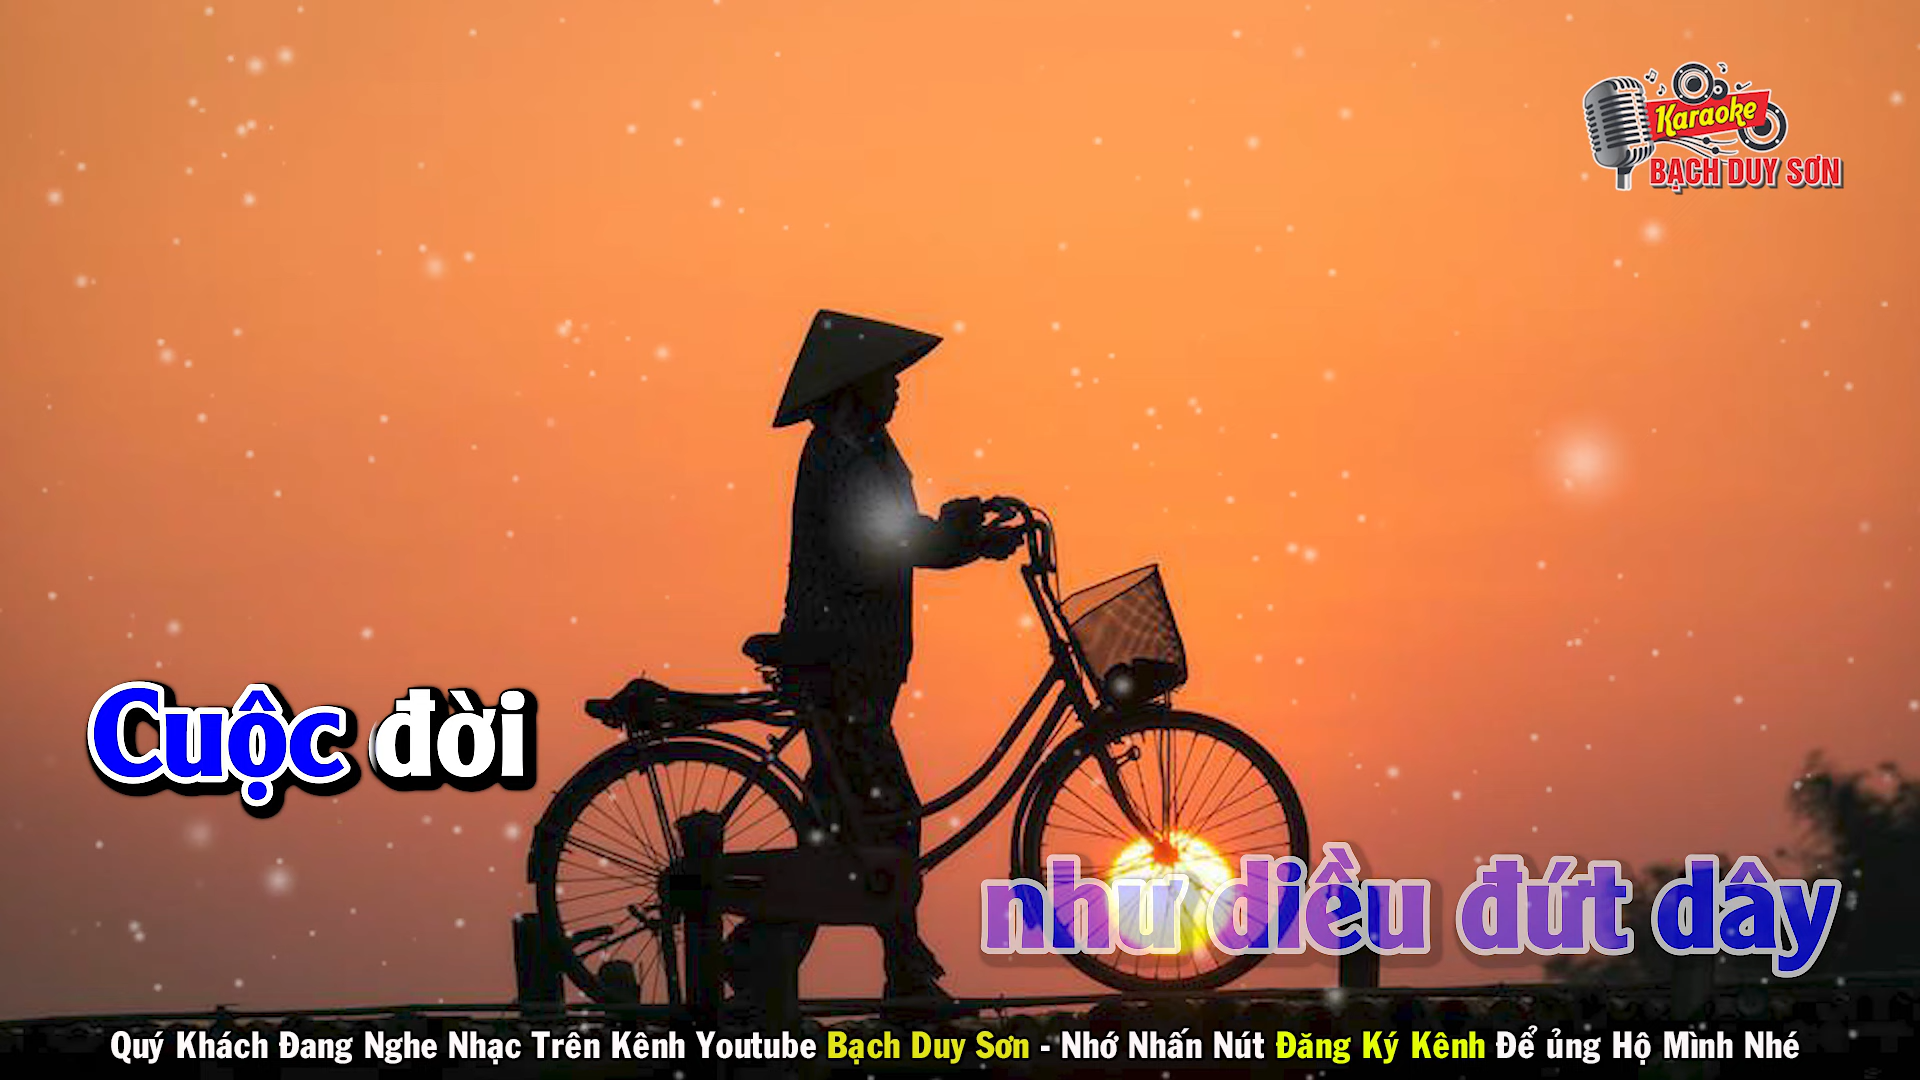 Karaoke
BẠCH DUY SƠN
Cuộc đời
như diều đứt dây
Quý Khách Đang Nghe Nhạc Trên Kênh Youtube Bạch Duy Sơn - Nhớ Nhấn Nút Đăng Ký Kênh Để ủng Hộ Mình Nhé